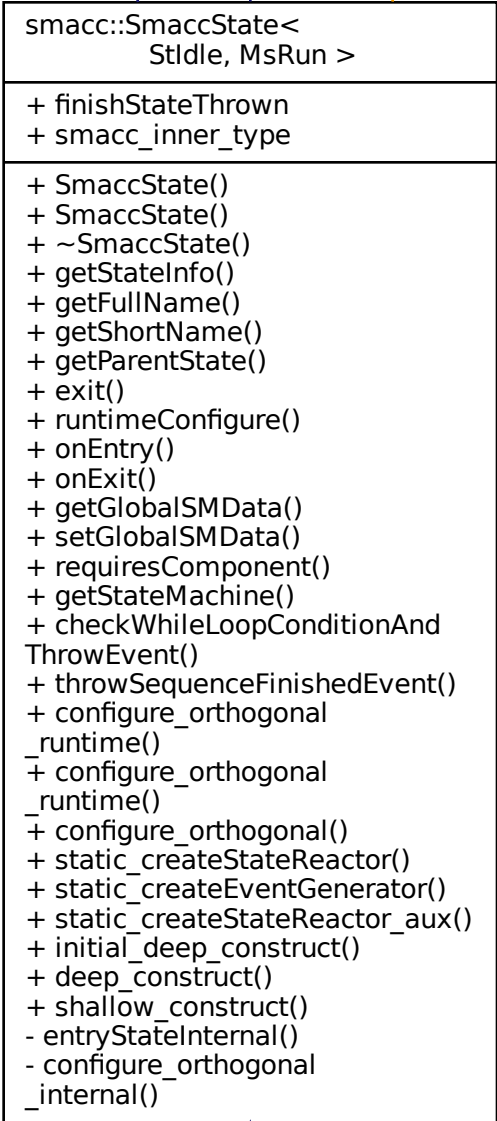 smacc::SmaccState<
StIdle, MsRun >
+ finishStateThrown
+ smacc_inner_type
+ SmaccState()
+ SmaccState()
+ ~SmaccState()
+ getStateInfo()
+ getFullName()
+ getShortName()
+ getParentState()
+ exit()
+ runtimeConfigure()
+ onEntry()
+ onExit()
+ getGlobalSMData()
+ setGlobalSMData()
+ requiresComponent()
+ getStateMachine()
+ checkWhileLoopConditionAnd
ThrowEvent()
+ throwSequenceFinishedEvent()
+ configure_orthogonal
_runtime()
+ configure_orthogonal
_runtime()
+ configure_orthogonal()
+ static_createStateReactor()
+ static_createEventGenerator()
+ static_createStateReactor_aux()
+ initial_deep_construct()
+ deep_construct()
+ shallow_construct()
- entryStateInternal()
- configure_orthogonal
_internal()